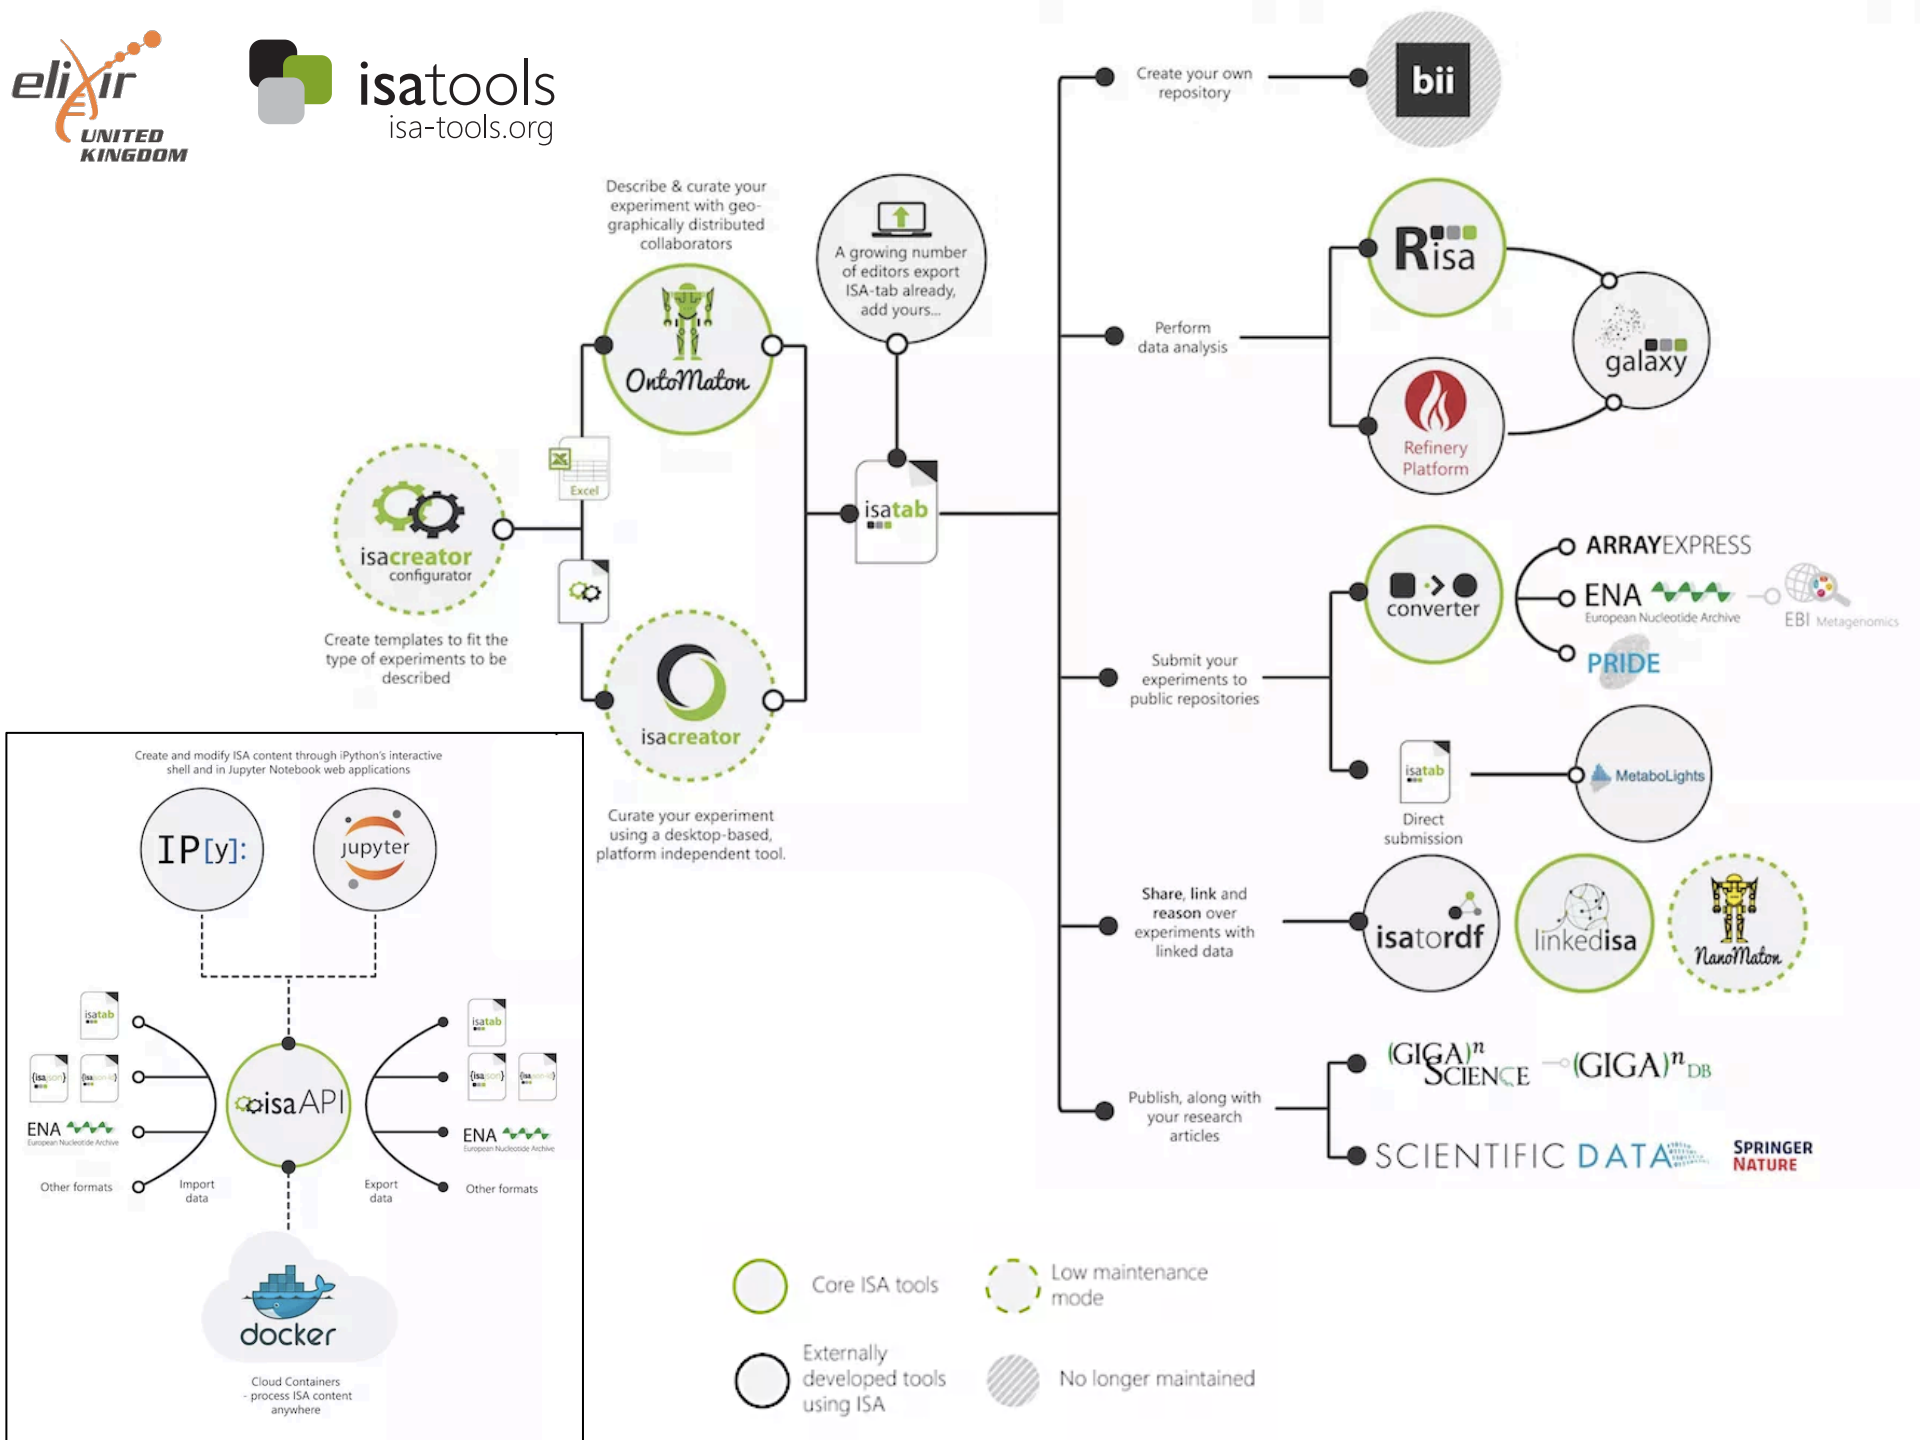 elixir
UNITED
KINGDOM
isatools
isa-tools.org
Describe & curate your
experiment with geo-
graphically distributed
collaborators
OntoMaton
A growing number
of editors export
ISA-tab already,
add yours...
Excel
isacreator
configurator
Create templates to fit the
type of experiments to be
described
isatab
isacreator
Curate your experiment
using a desktop-based,
platform independent tool.
Create your own
repository
bii
Perform
data analysis
Risa
galaxy
Refinery
Platform
Submit your
experiments to
public repositories
converter
ARRAYEXPRESS
ENA
European Nucleotide Archive
EBI Metagenomics
PRIDE
isatab
Direct
submission
MetaboLights
Share, link and
reason over
experiments with
linked data
isatordf
linkedisa
NanoMaton
Publish, along with
your research
articles
(GIGA)n
SCIENCE
(GIGA)n DB
SCIENTIFIC DATA
SPRINGER
NATURE
Create and modify ISA content through iPython's interactive
shell and in Jupyter Notebook web applications
IP[y]:
jupyter
isatab
{isajson}
{isajson-ld}
ENA
European Nucleotide Archive
Other formats
Import
data
isaAPI
Export
data
isatab
{isajson}
{isajson-ld}
ENA
European Nucleotide Archive
Other formats
docker
Cloud Containers
- process ISA content
anywhere
Core ISA tools
Low maintenance
mode
Externally
developed tools
using ISA
No longer maintained